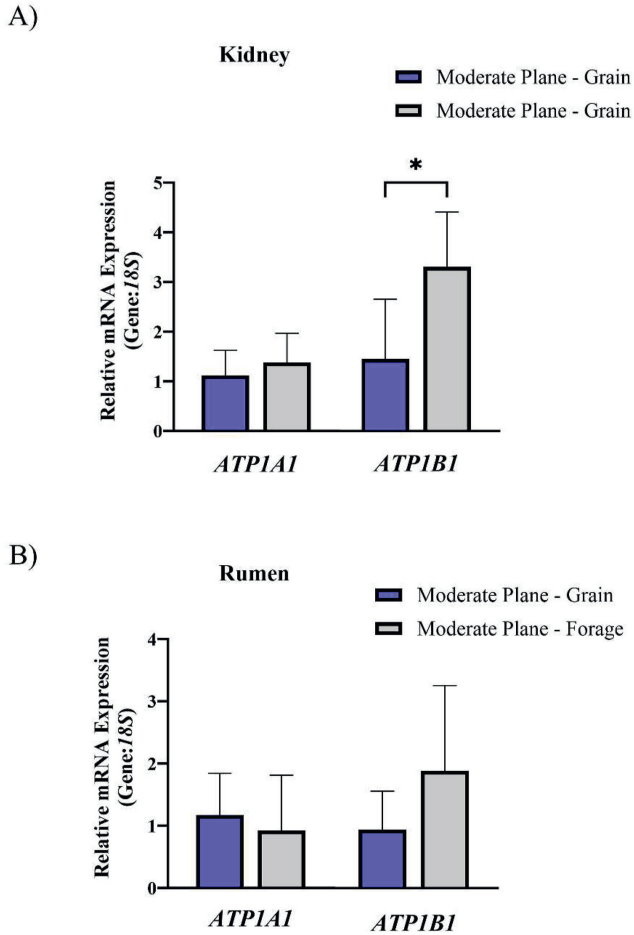 A)
Kidney
Moderate Plane - Grain
Moderate Plane - Grain
*
Relative mRNA Expression
(Gene:18S)
5
4
3
2
1
0
ATP1A1 ATP1B1
B)
Rumen
Moderate Plane - Grain
Moderate Plane - Forage
Relative mRNA Expression
(Gene:18S)
4
3
2
1
0
ATP1A1 ATP1B1